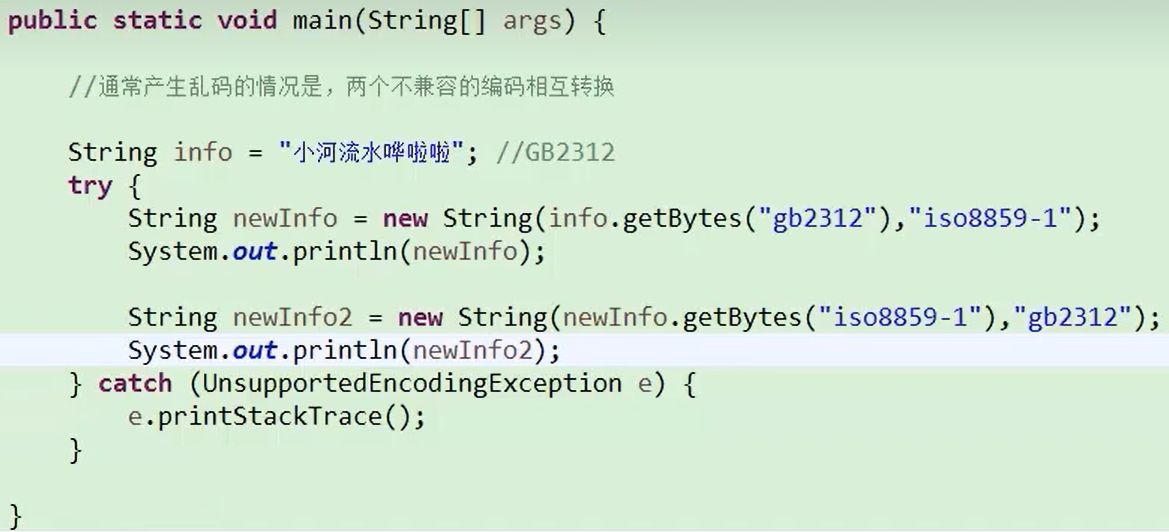 public static void main(String[] args) {
//通常产生乱码的情况是，两个不兼容的编码相互转换
String info = "小河流水哗啦啦"; //GB2312
try {
String newInfo = new String(info.getBytes("gb2312"),"iso8859-1");
System.out.println(newInfo);
String newInfo2 = new String(newInfo.getBytes("iso8859-1"),"gb2312");
System.out.println(newInfo2);
} catch (UnsupportedEncodingException e) {
e.printStackTrace();
}
}